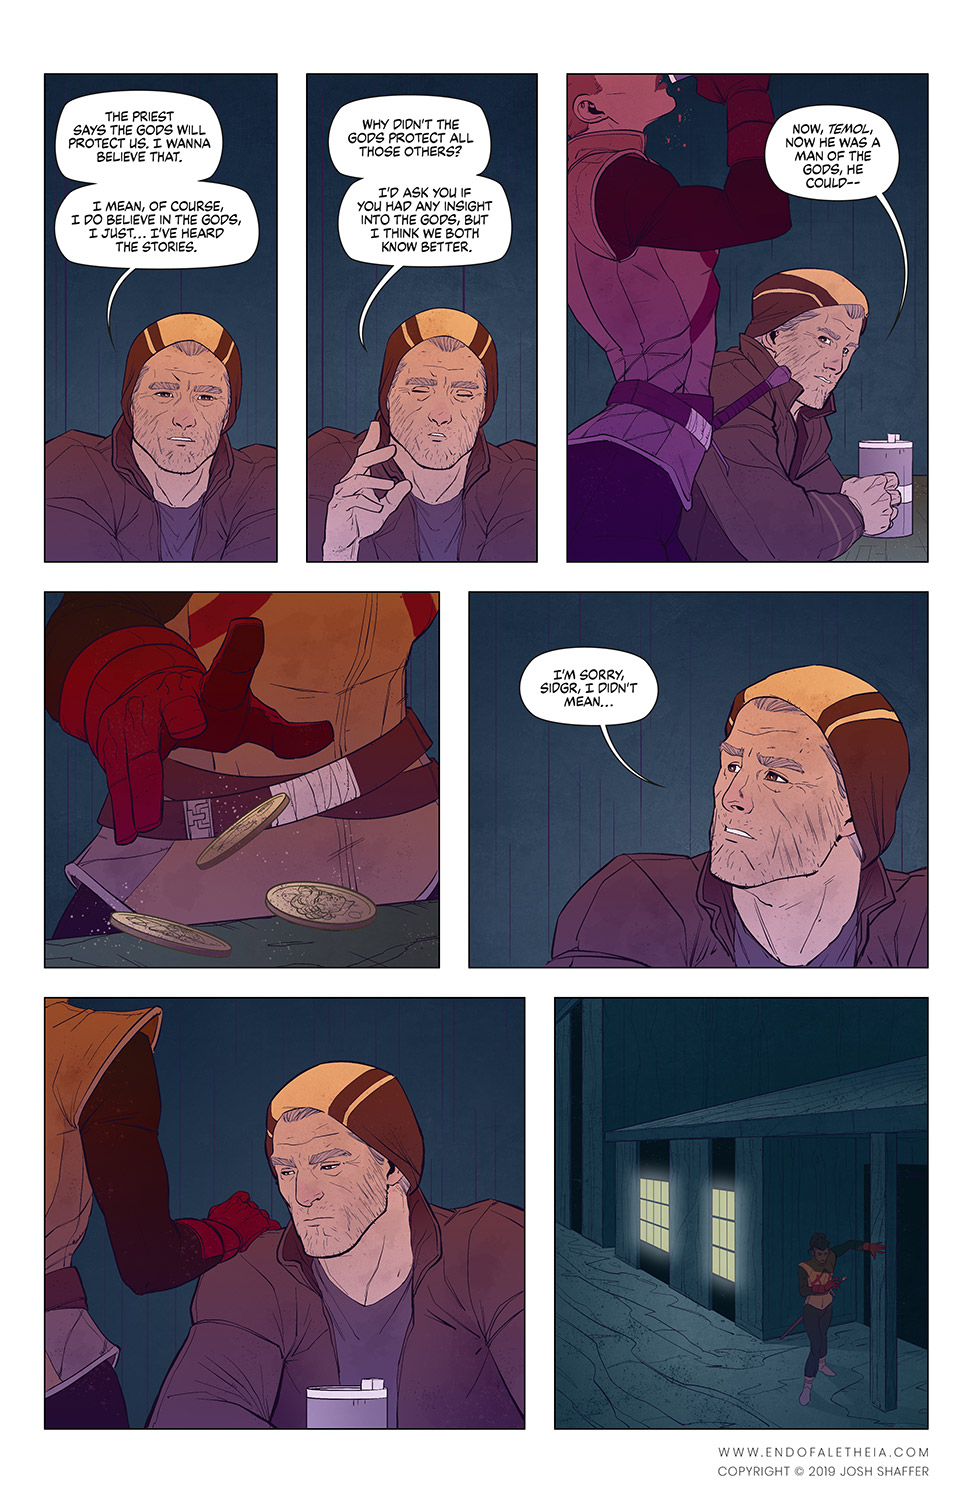 THE PRIEST
SAYS THE GODS WILL
PROTECT US. I WANNA
BELIEVE THAT.
I MEAN, OF COURSE,
I DO BELIEVE IN THE GODS,
I JUST... I'VE HEARD
THE STORIES.
WHY DIDN'T THE
GODS PROTECT ALL
THOSE OTHERS?
I'D ASK YOU IF
YOU HAD ANY INSIGHT
INTO THE GODS, BUT
I THINK WE BOTH
KNOW BETTER.
NOW, TEMOL,
NOW HE WAS A
MAN OF THE
GODS, HE
COULD--
I'M SORRY,
SIDGR, I DIDN'T
MEAN...
WWW.ENDOFALETHEIA.COM
COPYRIGHT © 2019 JOSH SHAFFER